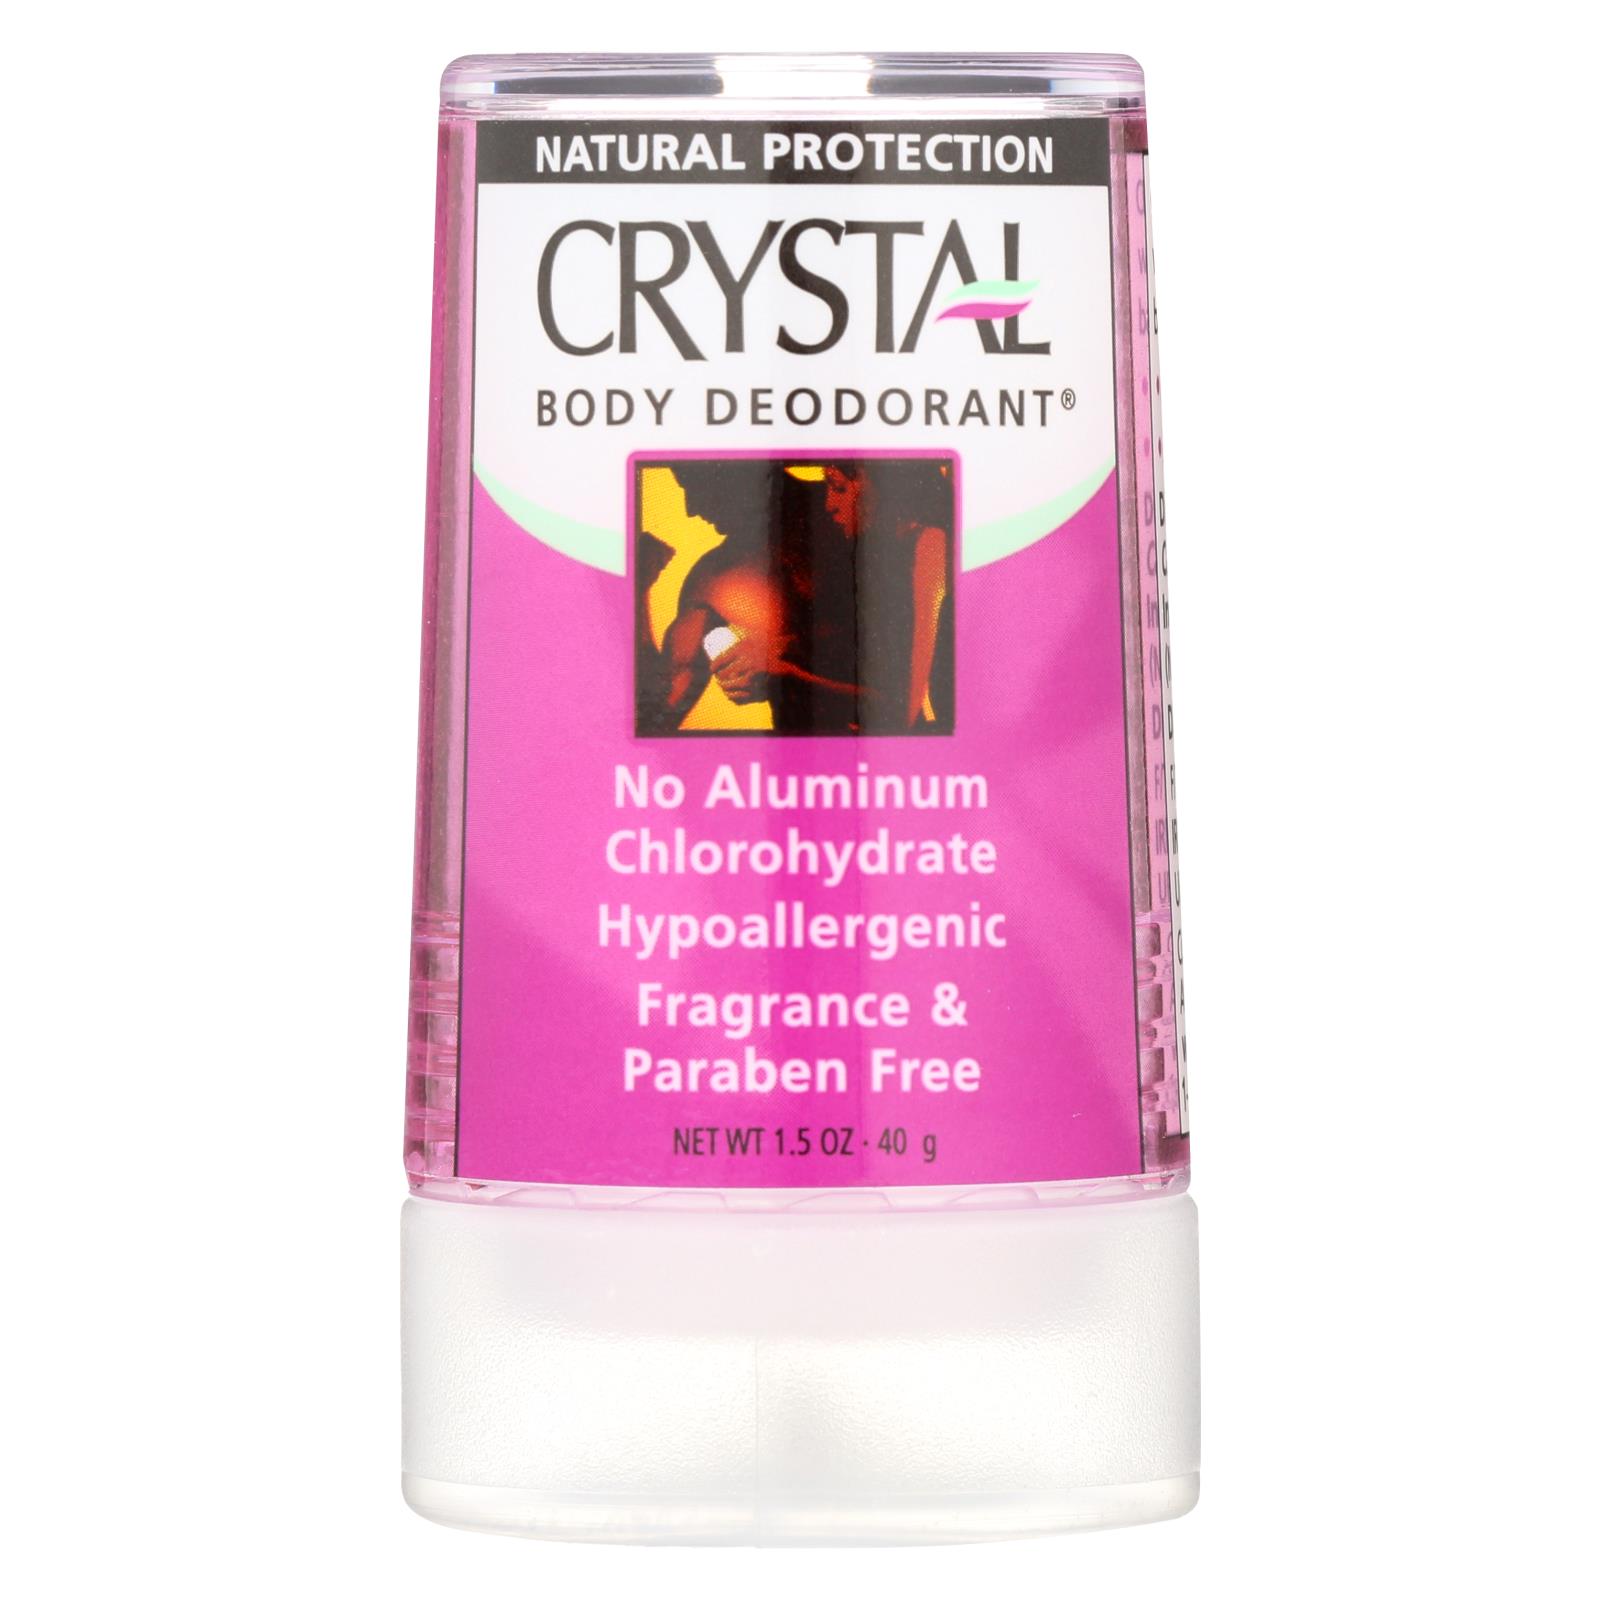 NATURAL PROTECTION
CRYSTAL
BODY DEODORANT®
No Aluminum
Chlorohydrate
Hypoallergenic
Fragrance &
Paraben Free
NET WT 1.5 OZ · 40 g